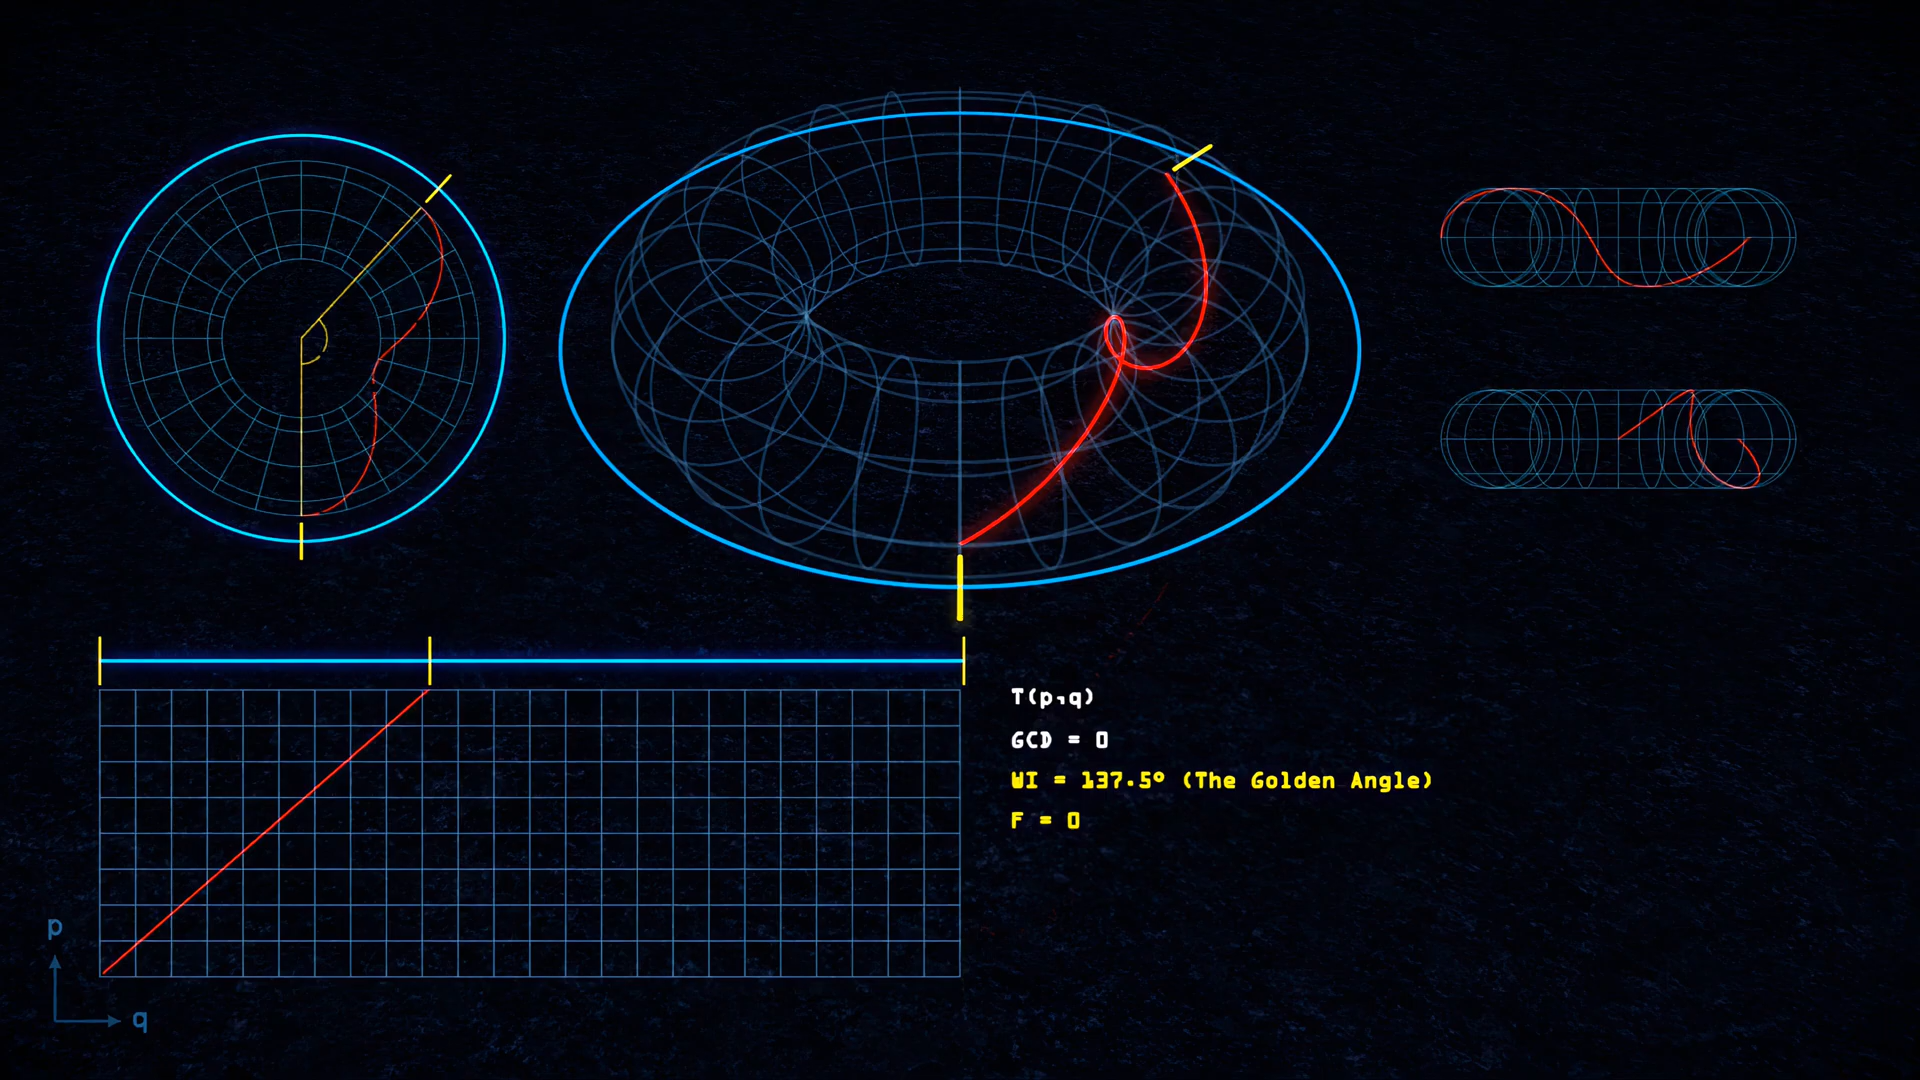 T(p,q)
GCD = 0
WI = 137.5° (The Golden Angle)
F = 0
p
q